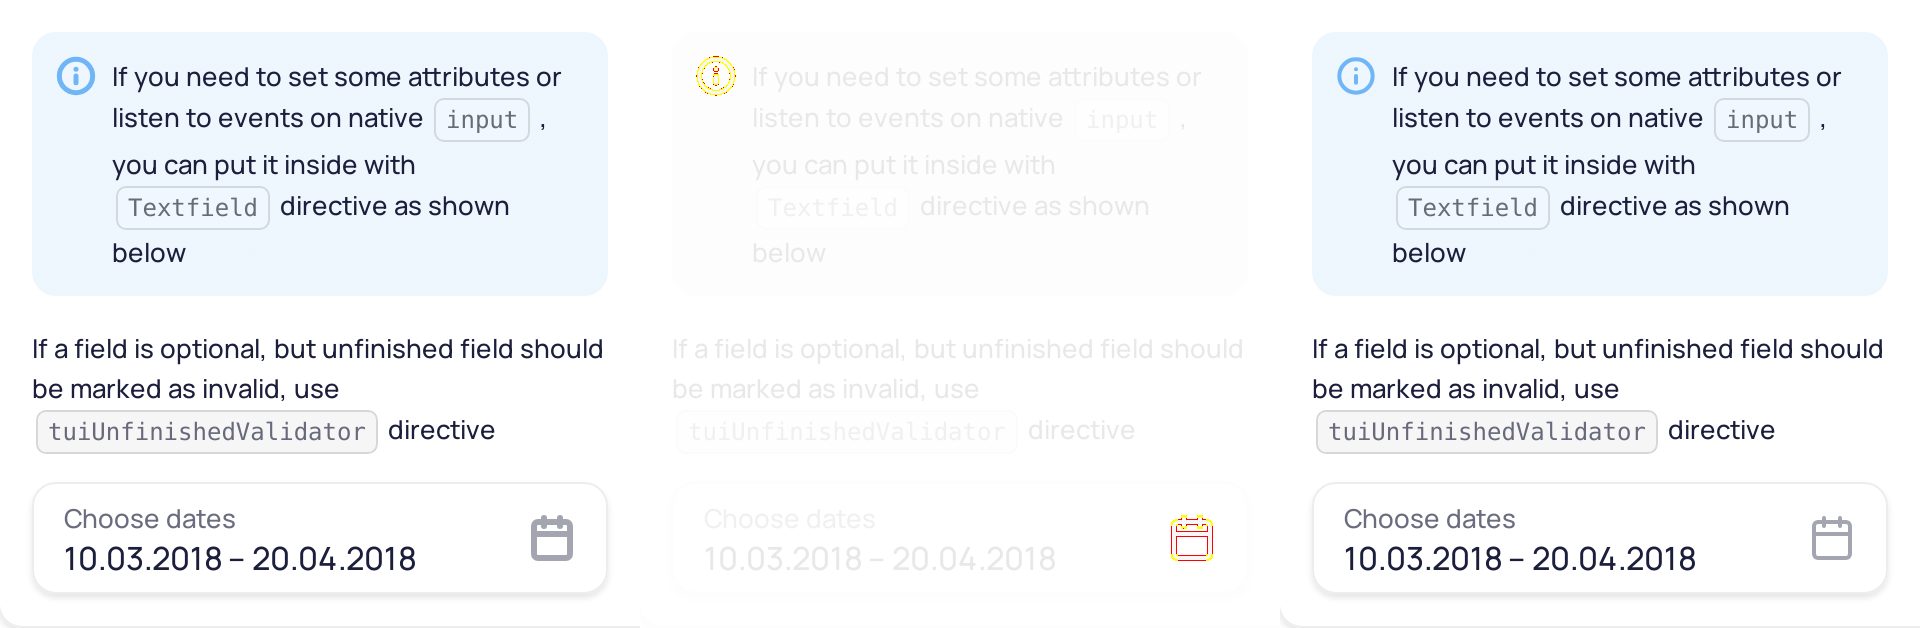 If you need to set some attributes or
listen to events on native input ,
you can put it inside with
Textfield directive as shown
below
If a field is optional, but unfinished field should
be marked as invalid, use
tuiUnfinishedValidator directive
Choose dates
10.03.2018 – 20.04.2018
If you need to set some attributes or
listen to events on native input ,
you can put it inside with
Textfield directive as shown
below
If a field is optional, but unfinished field should
be marked as invalid, use
tuiUnfinishedValidator directive
Choose dates
10.03.2018 – 20.04.2018
If you need to set some attributes or
listen to events on native input ,
you can put it inside with
Textfield directive as shown
below
If a field is optional, but unfinished field should
be marked as invalid, use
tuiUnfinishedValidator directive
Choose dates
10.03.2018 – 20.04.2018